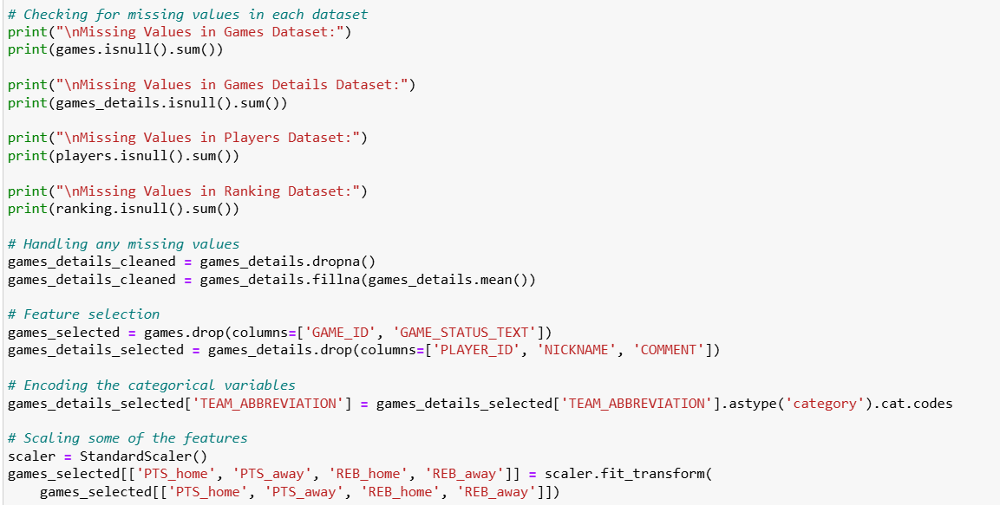 # Checking for missing values in each dataset
print("\nMissing Values in Games Dataset:")
print(games.isnull().sum())
print("\nMissing Values in Games Details Dataset:")
print(games_details.isnull().sum())
print("\nMissing Values in Players Dataset:")
print(players.isnull().sum())
print("\nMissing Values in Ranking Dataset:")
print(ranking.isnull().sum())
# Handling any missing values
games_details_cleaned = games_details.dropna()
games_details_cleaned = games_details.fillna(games_details.mean())
# Feature selection
games_selected = games.drop(columns=['GAME_ID', 'GAME_STATUS_TEXT'])
games_details_selected = games_details.drop(columns=['PLAYER_ID', 'NICKNAME', 'COMMENT'])
# Encoding the categorical variables
games_details_selected['TEAM_ABBREVIATION'] = games_details_selected['TEAM_ABBREVIATION'].astype('category').cat.codes
# Scaling some of the features
scaler = StandardScaler()
games_selected[['PTS_home', 'PTS_away', 'REB_home', 'REB_away']] = scaler.fit_transform(
    games_selected[['PTS_home', 'PTS_away', 'REB_home', 'REB_away']])